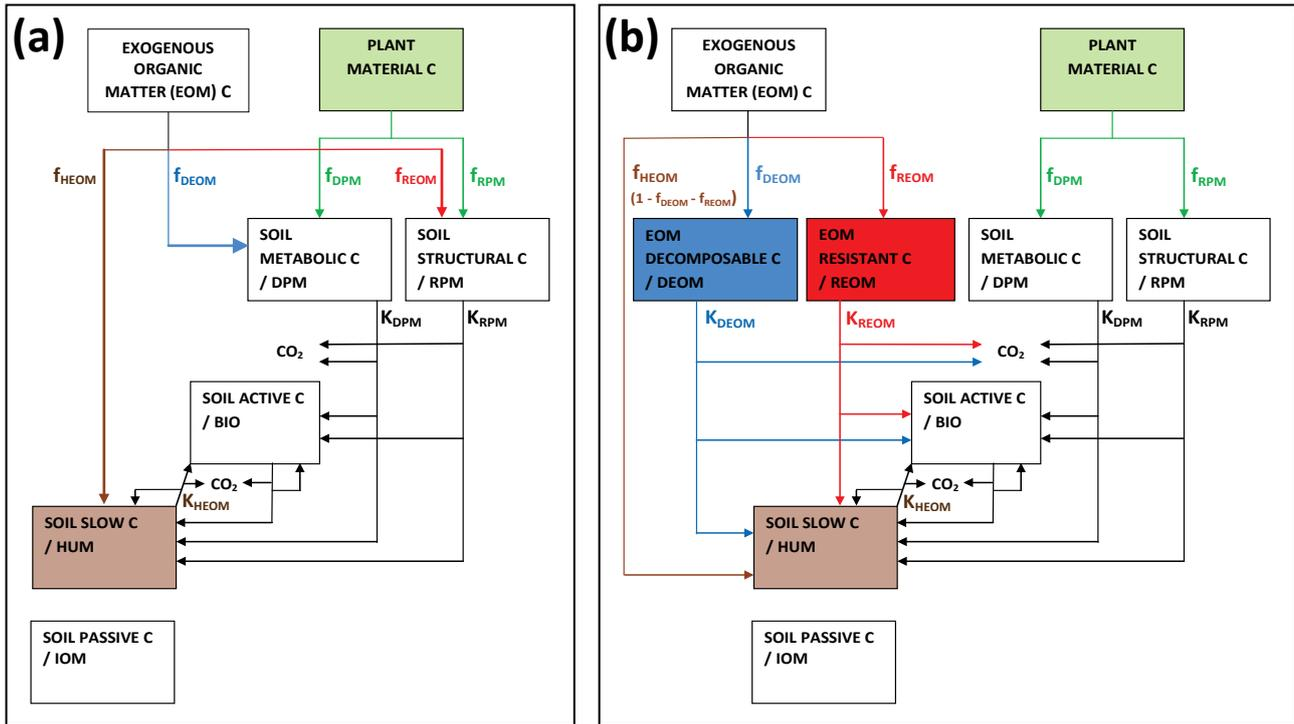 (a)
EXOGENOUS
ORGANIC
MATTER (EOM) C
PLANT
MATERIAL C
fHEOM
fDEOM
fDPM
fREOM
fRPM
SOIL
METABOLIC C
/ DPM
SOIL
STRUCTURAL C
/ RPM
KDPM
KRPM
CO₂
SOIL ACTIVE C
/ BIO
CO₂
KHEOM
SOIL SLOW C
/ HUM
SOIL PASSIVE C
/ IOM
(b)
EXOGENOUS
ORGANIC
MATTER (EOM) C
PLANT
MATERIAL C
fHEOM
(1 - fDEOM - fREOM)
fDEOM
fREOM
fDPM
fRPM
EOM
DECOMPOSABLE C
/ DEOM
EOM
RESISTANT C
/ REOM
SOIL
METABOLIC C
/ DPM
SOIL
STRUCTURAL C
/ RPM
KDEOM
KREOM
KDPM
KRPM
CO₂
SOIL ACTIVE C
/ BIO
CO₂
KHEOM
SOIL SLOW C
/ HUM
SOIL PASSIVE C
/ IOM